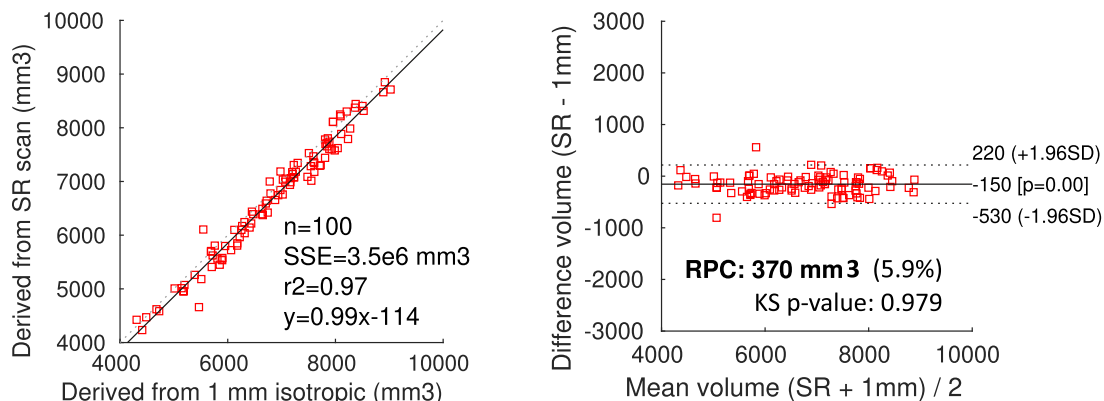 10000
9000
8000
7000
6000
5000
4000
Derived from SR scan (mm3)
n=100
SSE=3.5e6 mm3
r2=0.97
y=0.99x-114
4000 6000 8000 10000
Derived from 1 mm isotropic (mm3)
3000
2000
1000
0
-1000
-2000
-3000
Difference volume (SR - 1mm)
220 (+1.96SD)
-150 [p=0.00]
-530 (-1.96SD)
RPC: 370 mm3 (5.9%)
KS p-value: 0.979
4000 6000 8000 10000
Mean volume (SR + 1mm) / 2